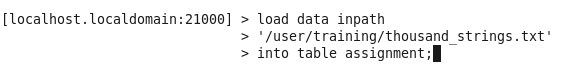 [localhost.localdomain:21000] > load data inpath
> '/user/training/thousand_strings.txt'
> into table assignment;